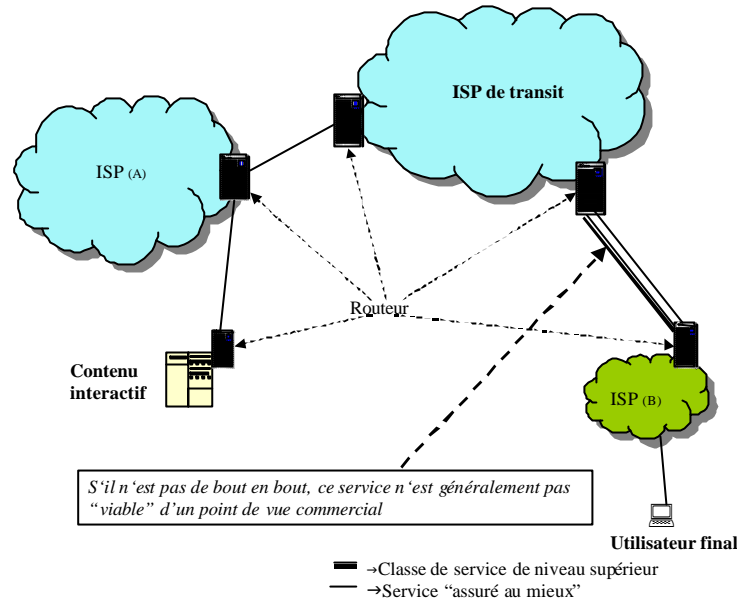 ISP de transit
ISP (A)
Routeur
Contenu
interactif
ISP (B)
S‘il n‘est pas de bout en bout, ce service n‘est généralement pas
“viable” d‘un point de vue commercial
Utilisateur final
→Classe de service de niveau supérieur
→Service “assuré au mieux”